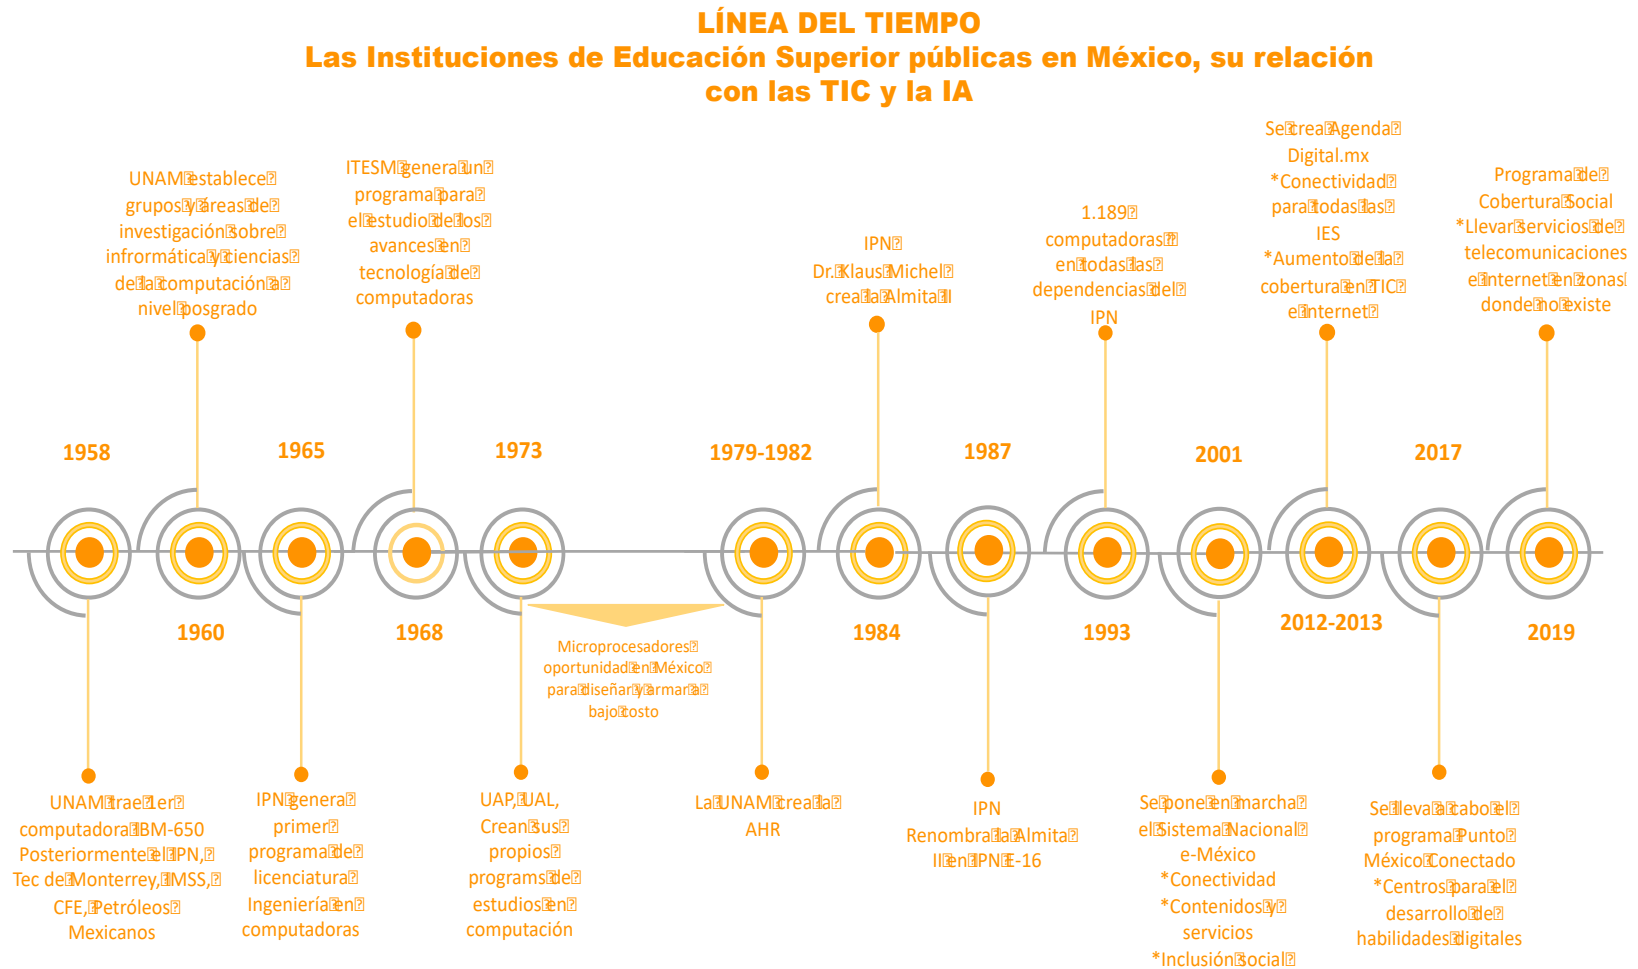 LÍNEA DEL TIEMPO
Las Instituciones de Educación Superior públicas en México, su relación
con las TIC y la IA
UNAM establece
grupos y áreas de
investigación sobre
infrormática y ciencias
de la computación a
nivel posgrado
ITESM genera un
programa para
el estudio de los
avances en
tecnología de
computadoras
IPN
Dr. Klaus Michel
crea la Almita II
1.189
computadoras
en todas las
dependencias del
IPN
Se crea Agenda
Digital.mx
*Conectividad
para todas las
IES
*Aumento de la
cobertura en TIC
e internet
Programa de
Cobertura Social
*Llevar servicios de
telecomunicaciones
e internet en zonas
donde no existe
1958
1965
1973
1979-1982
1987
2001
2017
1960
1968
1984
1993
2012-2013
2019
Microprocesadores
oportunidad en México
para diseñar y armar a
bajo costo
UNAM trae 1er
computadora IBM-650
Posteriormente el IPN,
Tec de Monterrey, IMSS,
CFE, Petróleos
Mexicanos
IPN genera
primer
programa de
licenciatura
Ingeniería en
computadoras
UAP, UAL,
Crean sus
propios
programs de
estudios en
computación
La UNAM crea la
AHR
IPN
Renombra la Almita
II en IPN E-16
Se pone en marcha
el Sistema Nacional
e-México
*Conectividad
*Contenidos y
servicios
*Inclusión social
Se lleva a cabo el
programa Punto
México Conectado
*Centros para el
desarrollo de
habilidades digitales